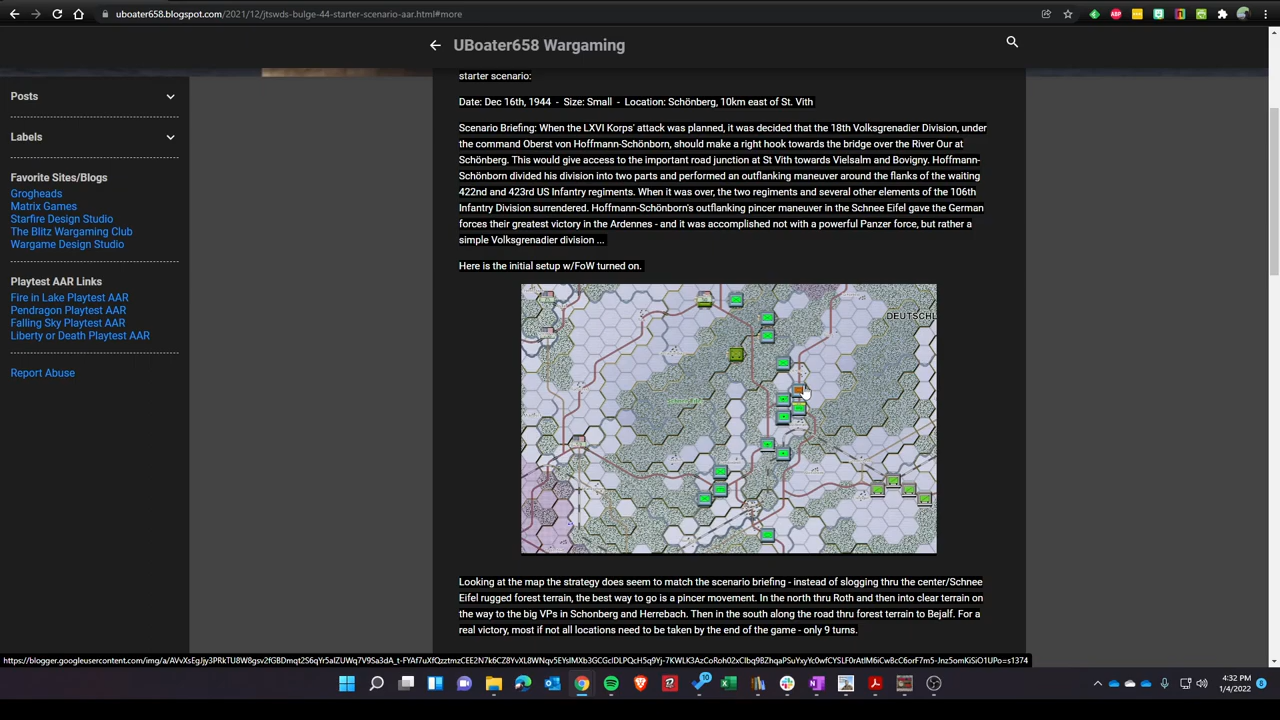 uboater658.blogspot.com/2021/12/jtswds-bulge-44-starter-scenario-aar.html#more
UBoater658 Wargaming
Posts
Labels
Favorite Sites/Blogs
Grogheads
Matrix Games
Starfire Design Studio
The Blitz Wargaming Club
Wargame Design Studio
Playtest AAR Links
Fire in Lake Playtest AAR
Pendragon Playtest AAR
Falling Sky Playtest AAR
Liberty or Death Playtest AAR
Report Abuse
starter scenario:
Date: Dec 16th, 1944 - Size: Small - Location: Schönberg, 10km east of St. Vith
Scenario Briefing: When the LXVI Korps' attack was planned, it was decided that the 18th Volksgrenadier Division, under
the command Oberst von Hoffmann-Schönborn, should make a right hook towards the bridge over the River Our at
Schönberg. This would give access to the important road junction at St Vith towards Vielsalm and Bovigny. Hoffmann-
Schönborn divided his division into two parts and performed an outflanking maneuver around the flanks of the waiting
422nd and 423rd US Infantry regiments. When it was over, the two regiments and several other elements of the 106th
Infantry Division surrendered. Hoffmann-Schönborn's outflanking pincer maneuver in the Schnee Eifel gave the German
forces their greatest victory in the Ardennes - and it was accomplished not with a powerful Panzer force, but rather a
simple Volksgrenadier division ...
Here is the initial setup w/FoW turned on.
DEUTSCHL
Looking at the map the strategy does seem to match the scenario briefing - instead of slogging thru the center/Schnee
Eifel rugged forest terrain, the best way to go is a pincer movement. In the north thru Roth and then into clear terrain on
the way to the big VPs in Schonberg and Herrebach. Then in the south along the road thru forest terrain to Bejalf. For a
real victory, most if not all locations need to be taken by the end of the game - only 9 turns.
10
4:32 PM
1/4/2022
8